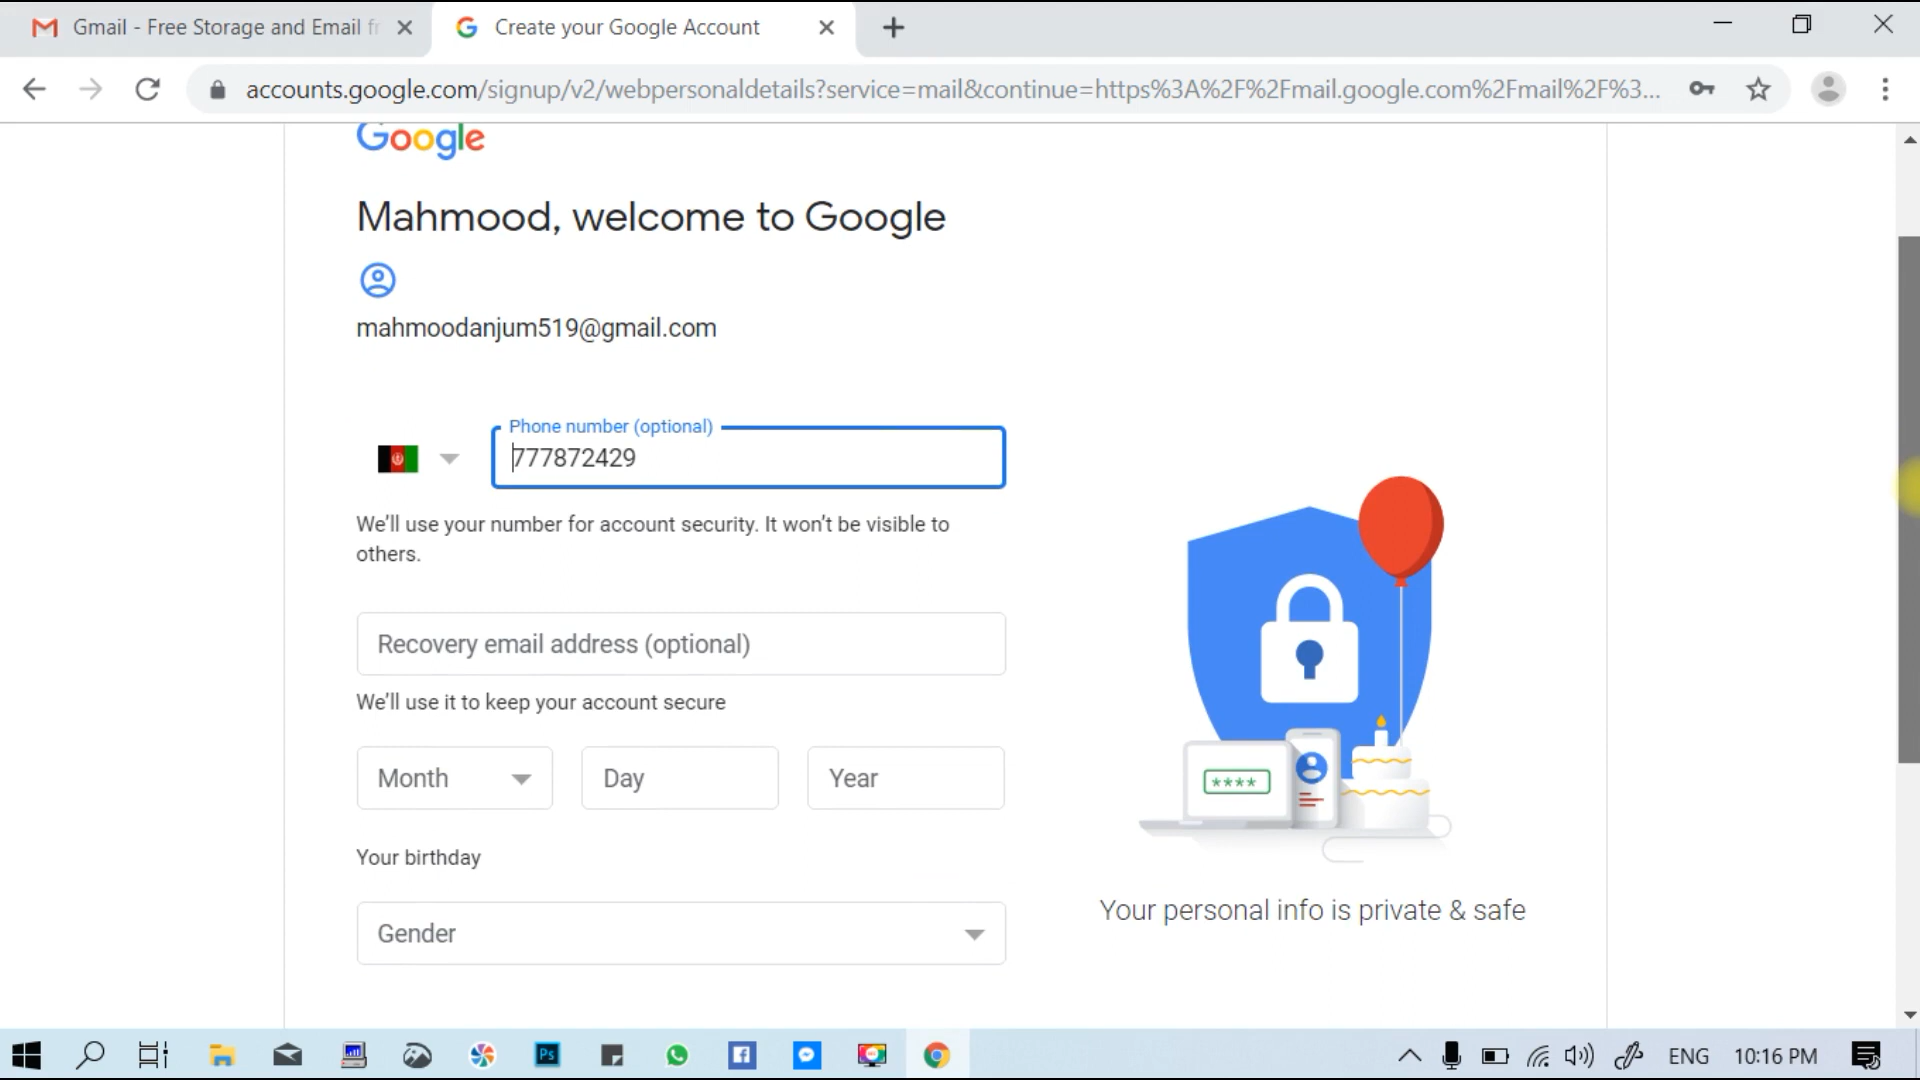 Gmail - Free Storage and Email fr
Create your Google Account
accounts.google.com/signup/v2/webpersonaldetails?service=mail&continue=https%3A%2F%2Fmail.google.com%2Fmail%2F%3...
Google
Mahmood, welcome to Google
mahmoodanjum519@gmail.com
Phone number (optional)
777872429
We'll use your number for account security. It won't be visible to
others.
Recovery email address (optional)
We'll use it to keep your account secure
Month
Day
Year
Your birthday
Gender
****
Your personal info is private & safe
Ps
ENG
10:16 PM